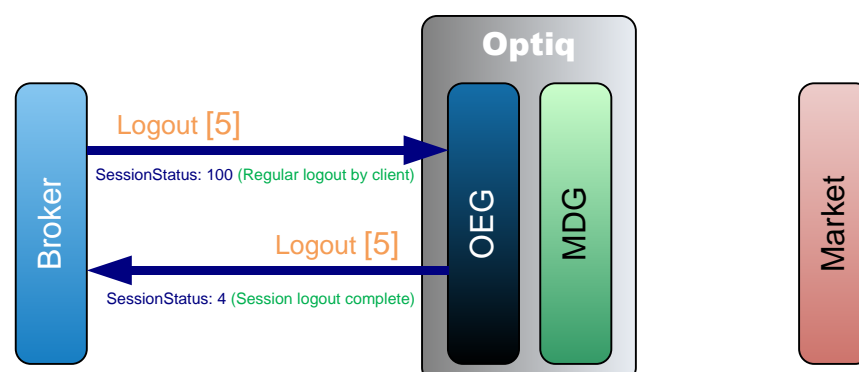 Optiq
Logout [5]
SessionStatus: 100 (Regular logout by client)
Broker
OEG
MDG
Market
Logout [5]
SessionStatus: 4 (Session logout complete)